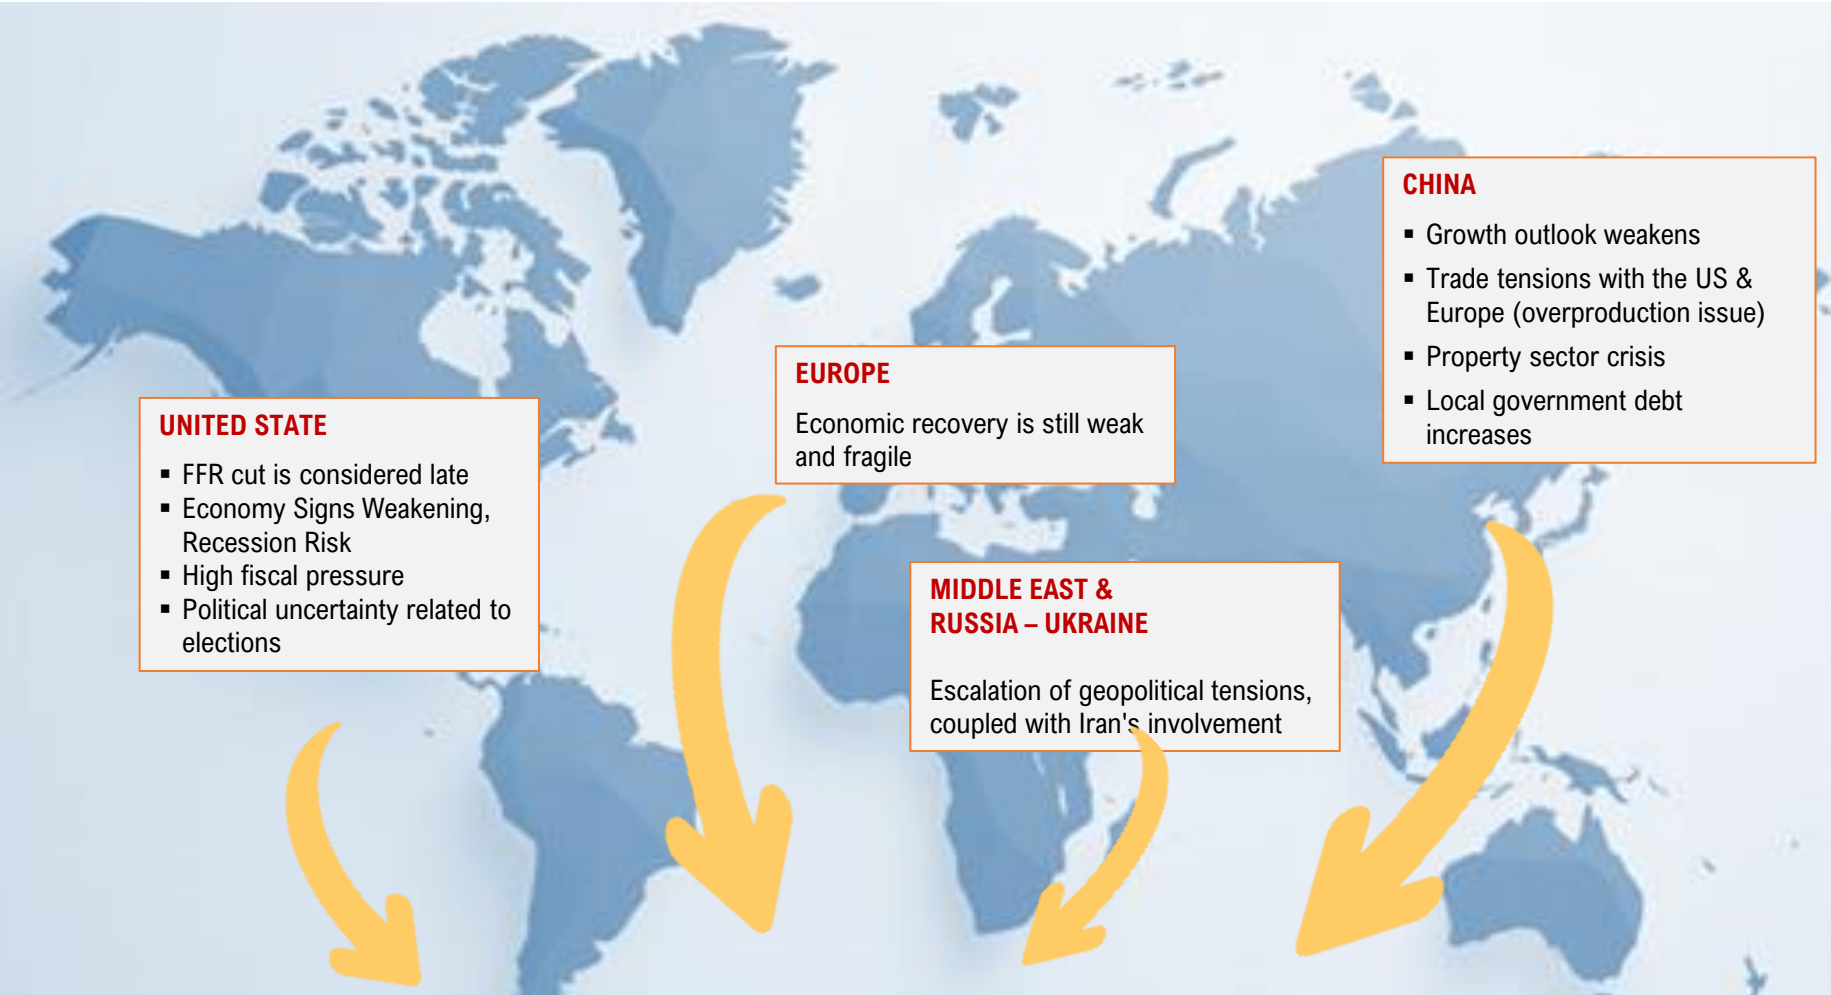 UNITED STATE
▪ FFR cut is considered late
▪ Economy Signs Weakening,
Recession Risk
▪ High fiscal pressure
▪ Political uncertainty related to
elections
EUROPE
Economic recovery is still weak
and fragile
MIDDLE EAST &
RUSSIA – UKRAINE
Escalation of geopolitical tensions,
coupled with Iran's involvement
CHINA
▪ Growth outlook weakens
▪ Trade tensions with the US &
Europe (overproduction issue)
▪ Property sector crisis
▪ Local government debt
increases